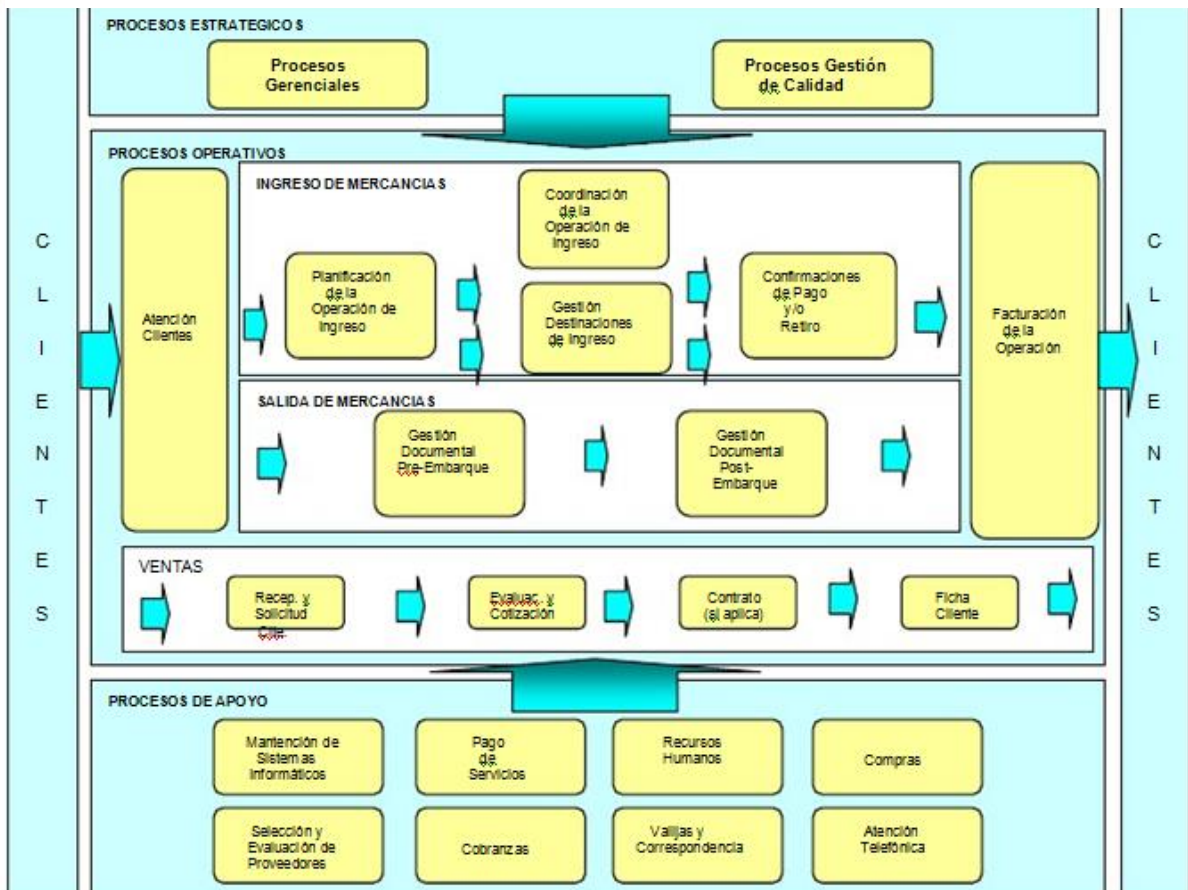 PROCESOS ESTRATEGICOS
Procesos
Gerenciales
Procesos Gestión
de Calidad
PROCESOS OPERATIVOS
CLIENTES
Atención
Clientes
INGRESO DE MERCANCIAS
Planificación
de la
Operación de
Ingreso
Coordinación
de la
Operación de
Ingreso
Gestión
Destinaciones
de Ingreso
Confirmaciones
de Pago
y/o
Retiro
SALIDA DE MERCANCIAS
Gestión
Documental
Pre-Embarque
Gestión
Documental
Post-
Embarque
Facturación
de la
Operación
CLIENTES
VENTAS
Recep. y
Solicitud
Clte.
Evaluac. y
Cotización
Contrato
(si aplica)
Ficha
Cliente
PROCESOS DE APOYO
Mantención de
Sistemas
Informáticos
Pago
de
Servicios
Recursos
Humanos
Compras
Selección y
Evaluación de
Proveedores
Cobranzas
Valijas y
Correspondencia
Atención
Telefónica